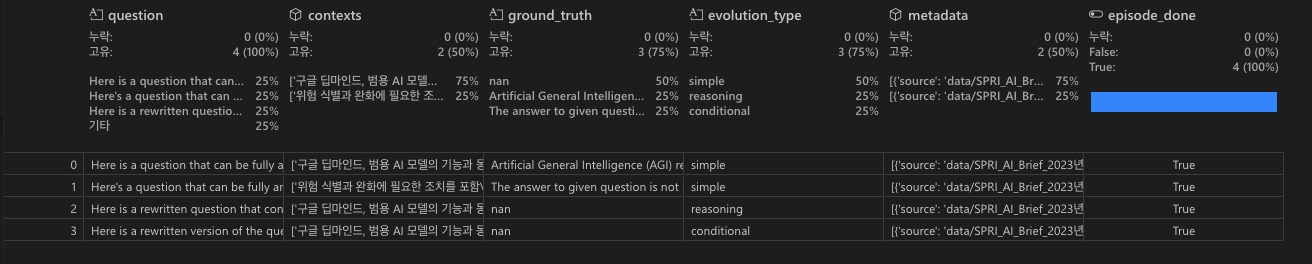 question contexts ground_truth evolution_type metadata episode_done
누락: 0 (0%) 누락: 0 (0%) 누락: 0 (0%) 누락: 0 (0%) 누락: 0 (0%) 누락: 0 (0%)
고유: 4 (100%) 고유: 2 (50%) 고유: 3 (75%) 고유: 3 (75%) 고유: 2 (50%) False: 0 (0%)
True: 4 (100%)
Here is a question that can... 25% ['구글 딥마인드, 범용 AI 모델... 75% nan 50% simple 50% [{'source': 'data/SPRI_AI_Br... 75%
Here's a question that can ... 25% ['위험 식별과 완화에 필요한 조... 25% Artificial General Intelligen... 25% reasoning 25% [{'source': 'data/SPRI_AI_Br... 25%
Here is a rewritten questio... 25% The answer to given questi... 25% conditional 25%
기타 25%
0 Here is a question that can be fully a ['구글 딥마인드, 범용 AI 모델의 기능과 동 Artificial General Intelligence (AGI) re simple [{'source': 'data/SPRI_AI_Brief_2023년 True
1 Here's a question that can be fully ar ['위험 식별과 완화에 필요한 조치를 포함\ The answer to given question is not simple [{'source': 'data/SPRI_AI_Brief_2023년 True
2 Here is a rewritten question that con ['구글 딥마인드, 범용 AI 모델의 기능과 동 nan reasoning [{'source': 'data/SPRI_AI_Brief_2023년 True
3 Here is a rewritten version of the que ['구글 딥마인드, 범용 AI 모델의 기능과 동 nan conditional [{'source': 'data/SPRI_AI_Brief_2023년 True